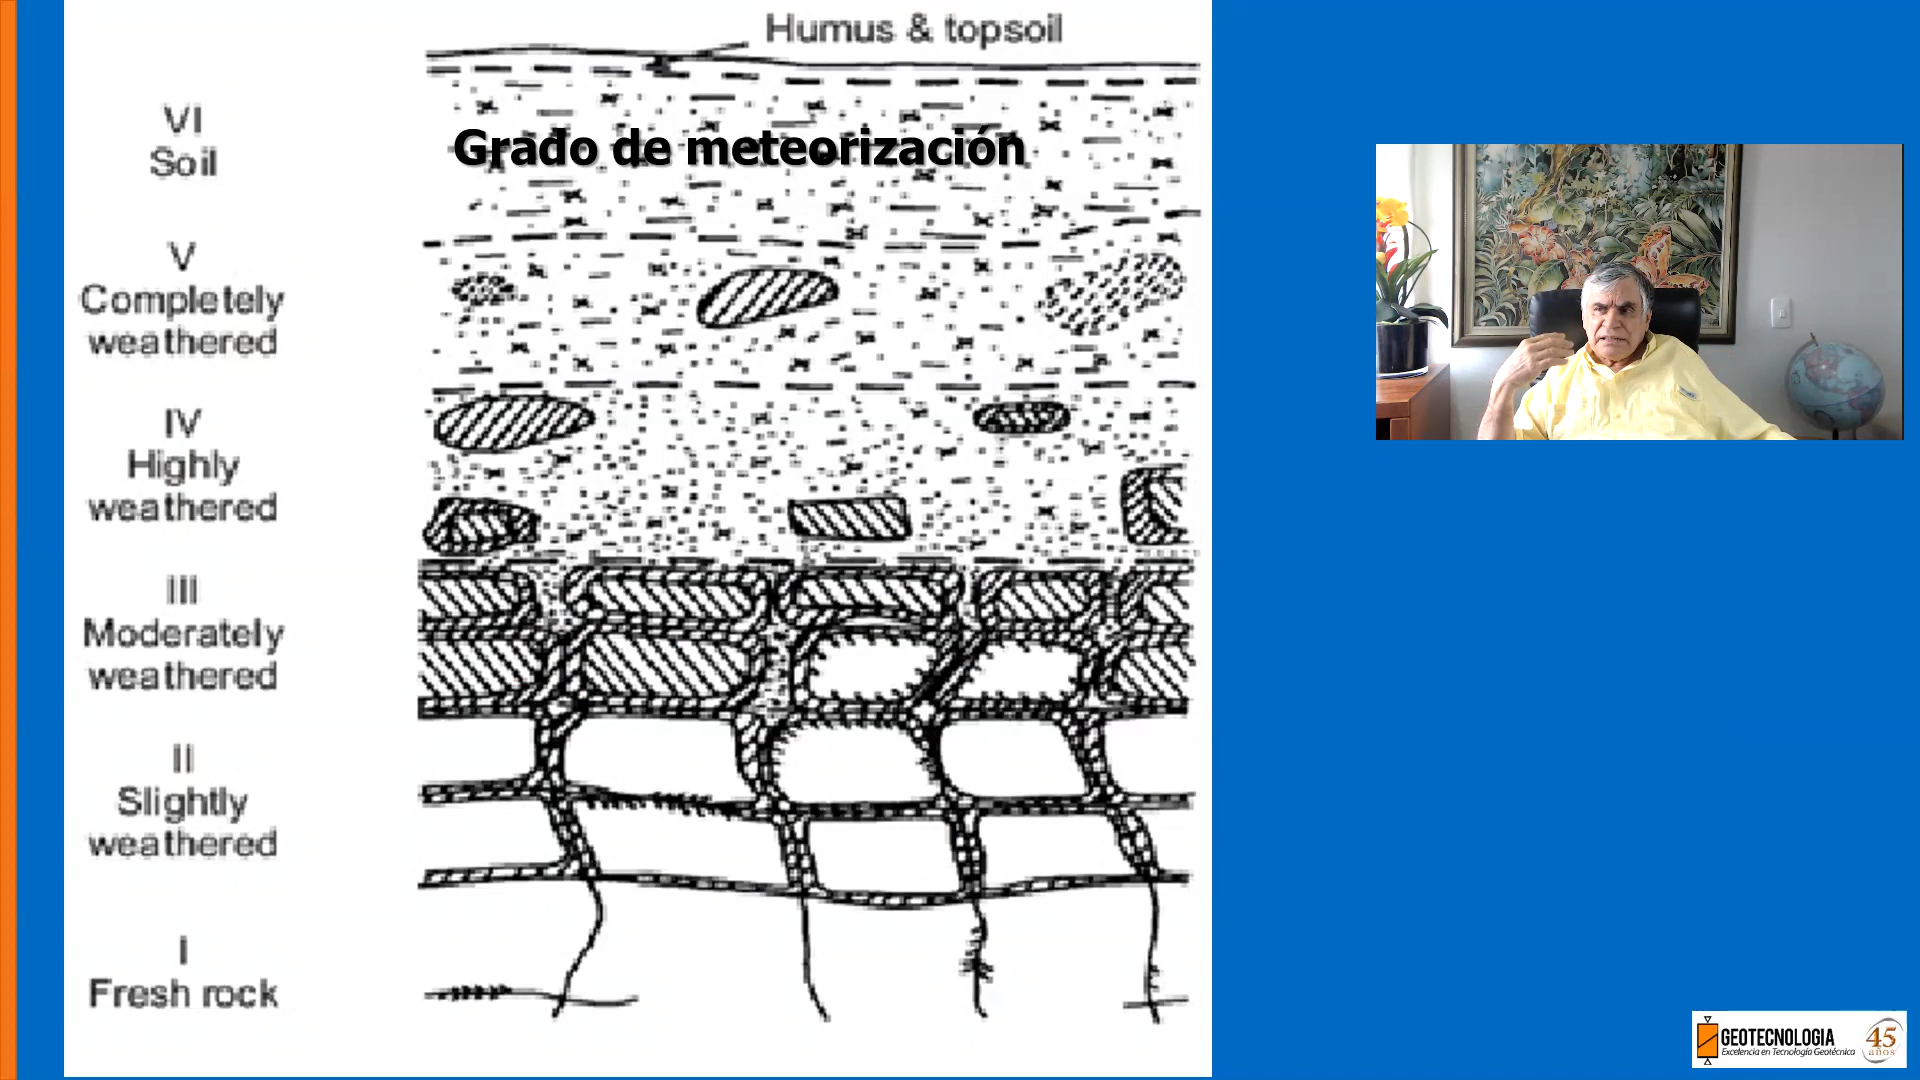 Humus & topsoil
Grado de meteorización
VI
Soil
V
Completely
weathered
IV
Highly
weathered
III
Moderately
weathered
II
Slightly
weathered
I
Fresh rock
GEOTECNOLOGIA
Excelencia en Tecnología Geotécnica
45
años